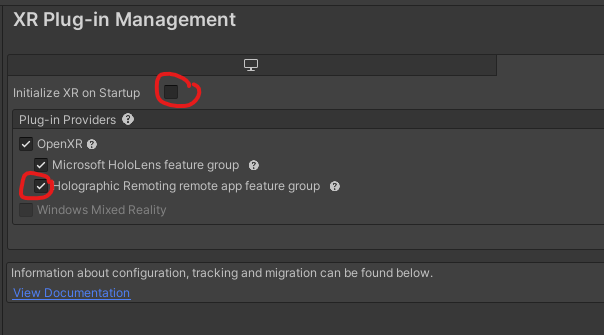 XR Plug-in Management
Initialize XR on Startup
Plug-in Providers
OpenXR
Microsoft HoloLens feature group
Holographic Remoting remote app feature group
Windows Mixed Reality
Information about configuration, tracking and migration can be found below.
View Documentation